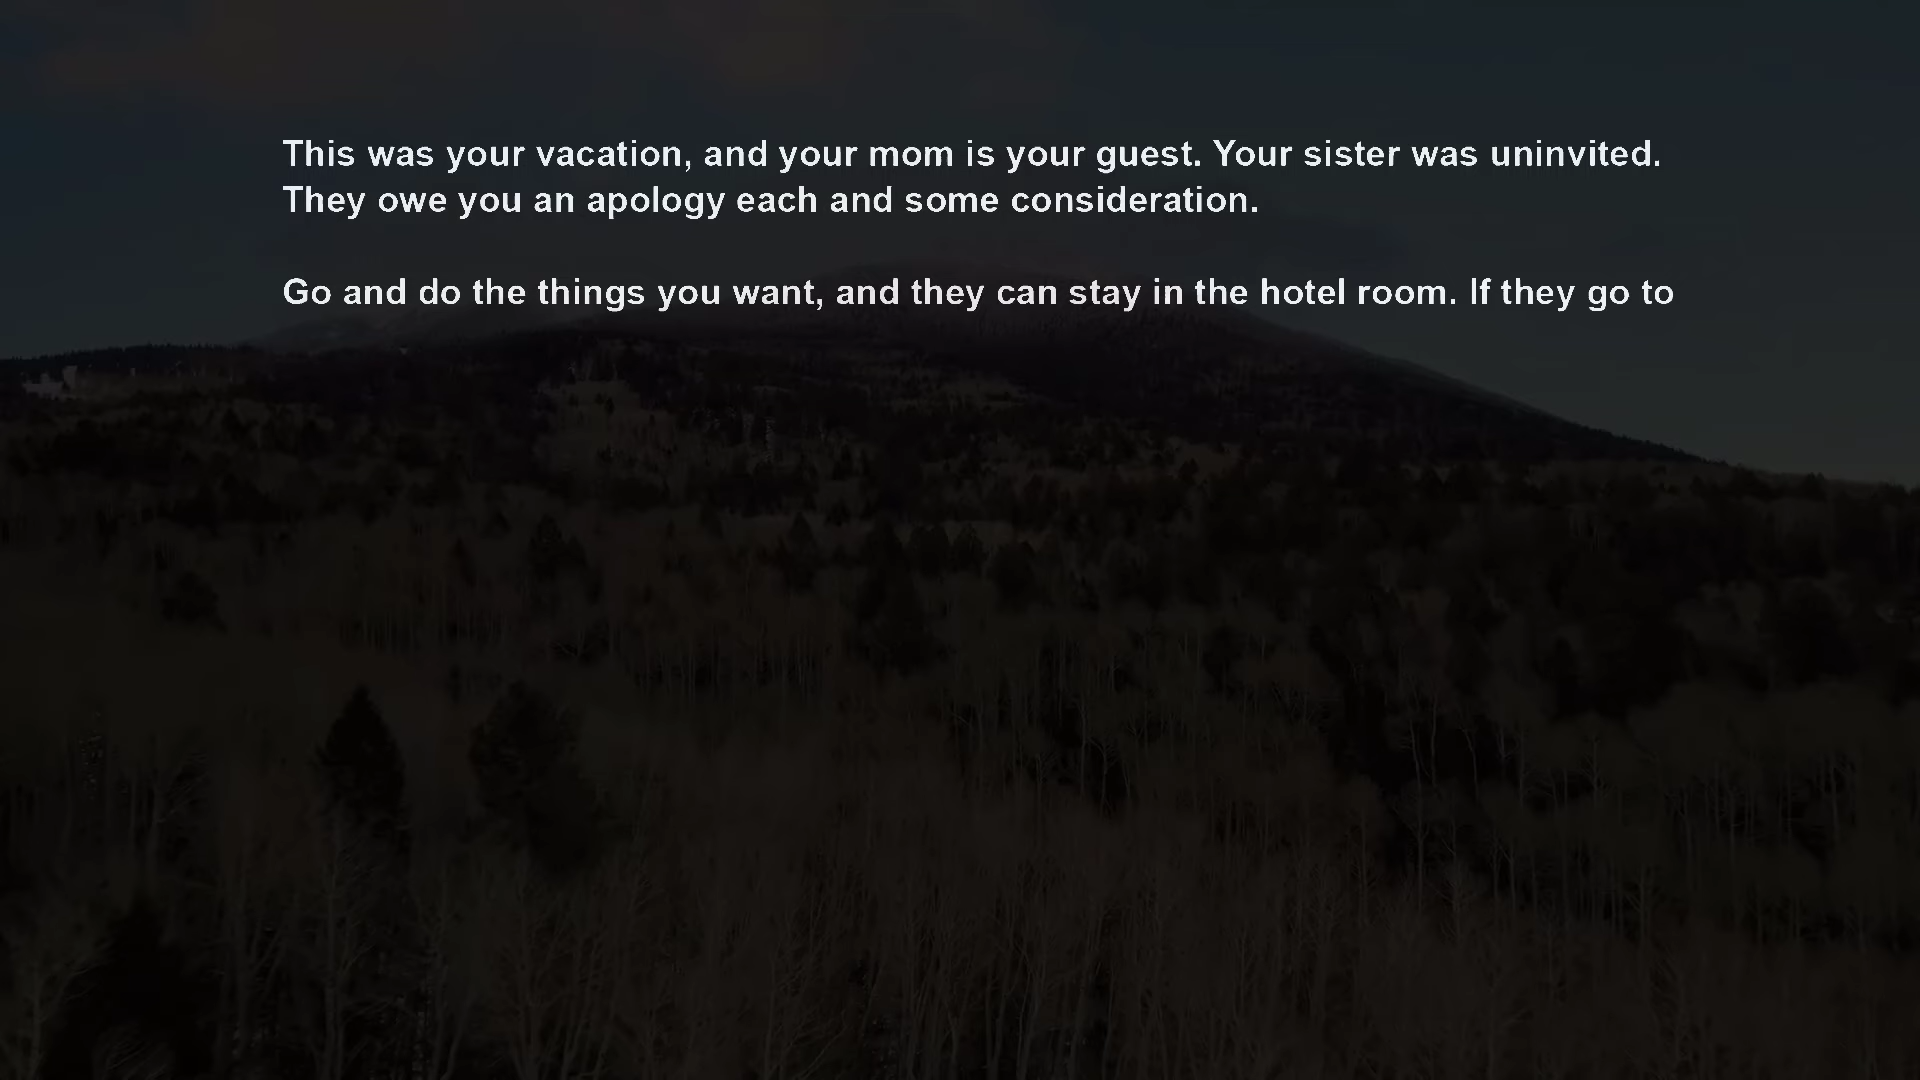 This was your vacation, and your mom is your guest. Your sister was uninvited.
They owe you an apology each and some consideration.
Go and do the things you want, and they can stay in the hotel room. If they go to